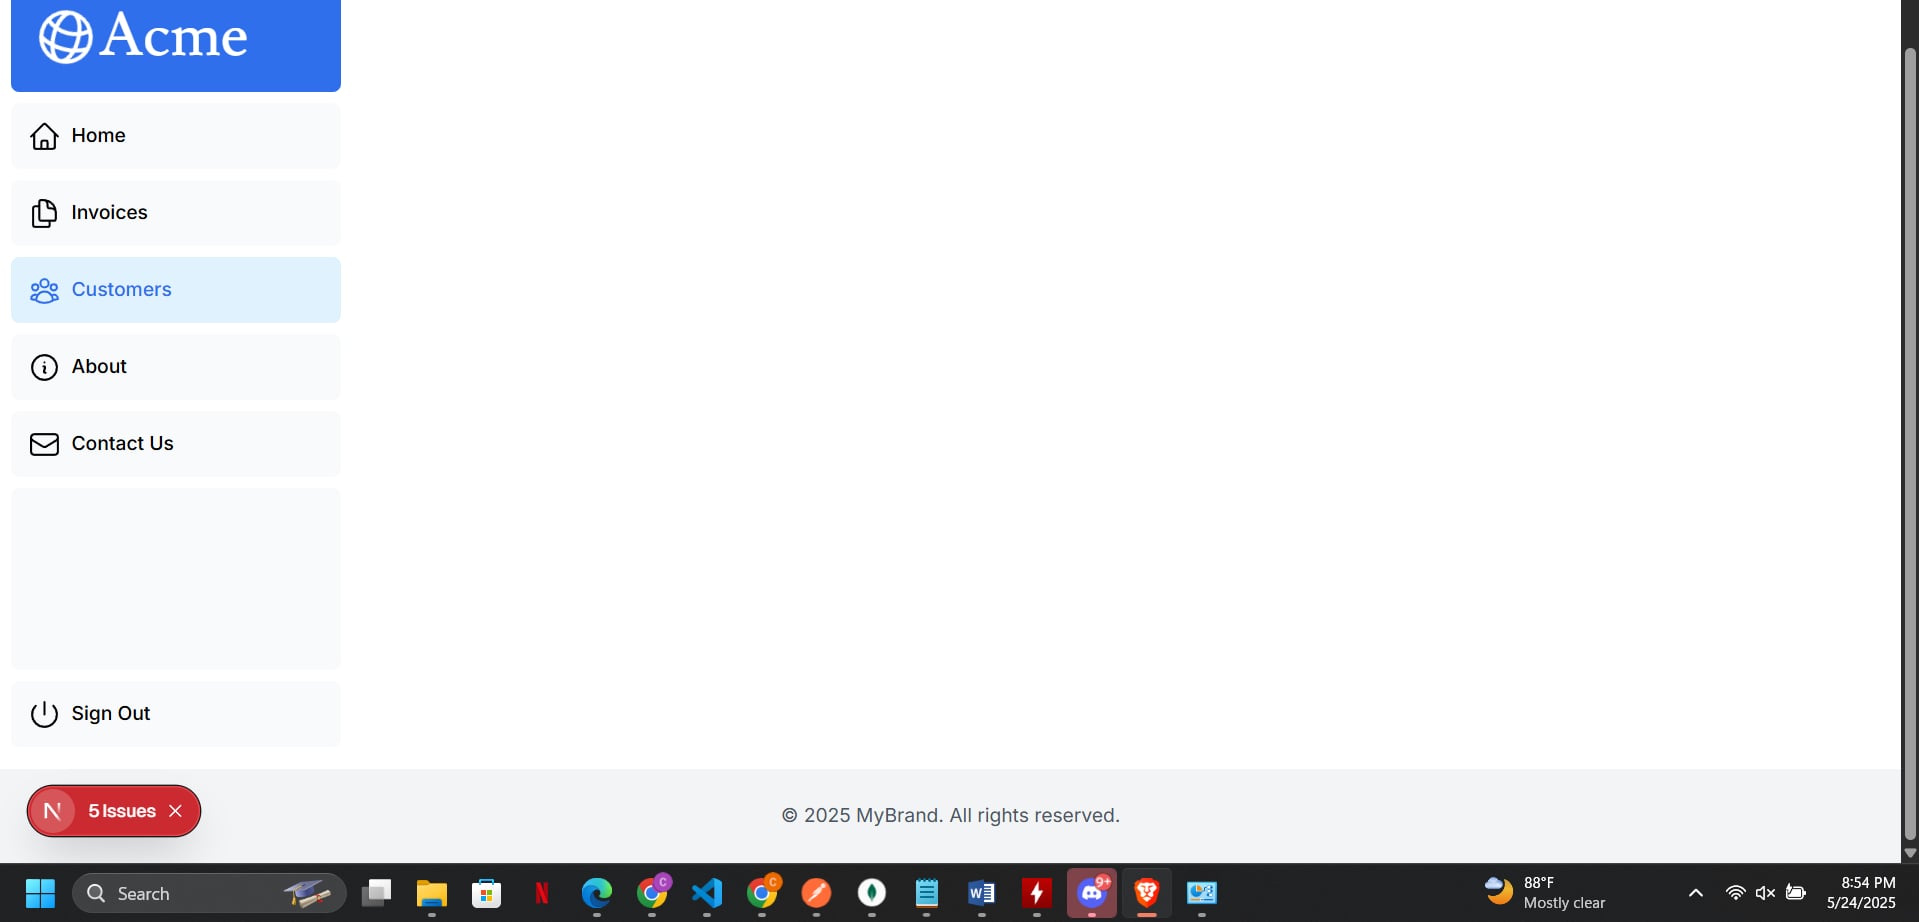 Acme
Home
Invoices
Customers
About
Contact Us
Sign Out
N 5 Issues
© 2025 MyBrand. All rights reserved.
Search
C
C
N
W
9+
88°F
Mostly clear
8:54 PM
5/24/2025